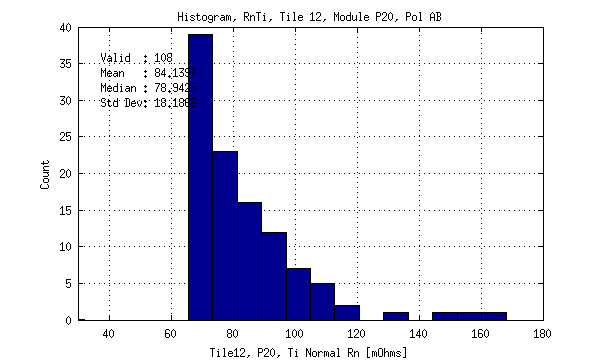 Histogram, RnTi, Tile 12, Module P20, Pol AB
Valid : 108
Mean : 84.139
Median : 78.942
Std Dev: 18.186
Count
40
35
30
25
20
15
10
5
0
40 60 80 100 120 140 160 180
Tile12, P20, Ti Normal Rn [mOhms]